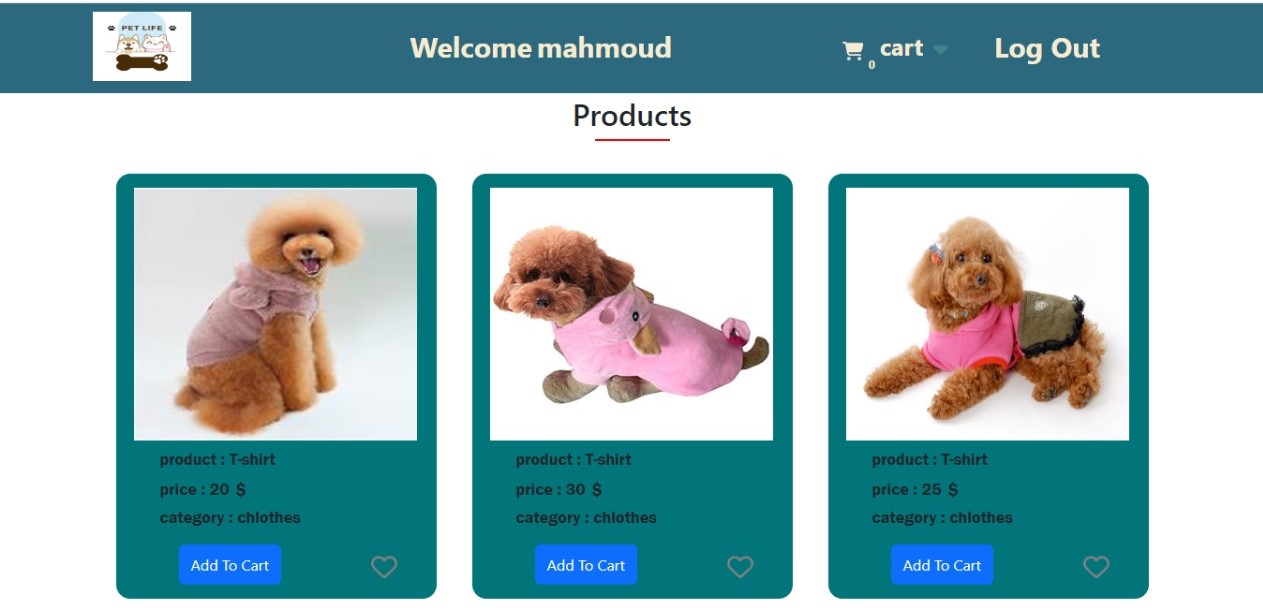 PET LIFE
Welcome mahmoud
0 cart
Log Out
Products
product : T-shirt
price : 20 $
category : chlothes
Add To Cart
product : T-shirt
price : 30 $
category : chlothes
Add To Cart
product : T-shirt
price : 25 $
category : chlothes
Add To Cart